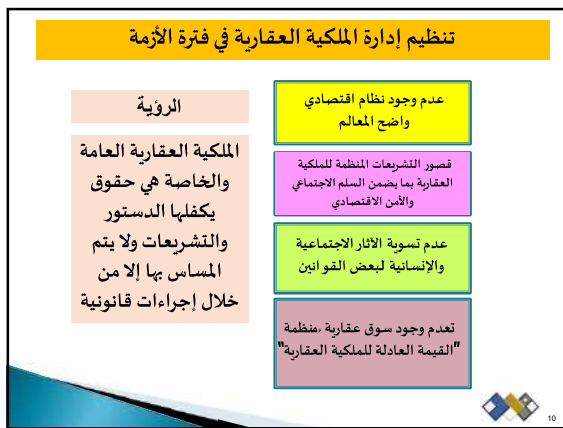 تنظيم إدارة الملكية العقارية في فترة الأزمة
الرؤية
الملكية العقارية العامة
والخاصة هي حقوق
يكفلها الدستور
والتشريعات ولا يتم
المساس بها إلا من
خلال إجراءات قانونية
عدم وجود نظام اقتصادي
واضح المعالم
قصور التشريعات المنظمة للملكية
العقارية بما يضمن السلم الاجتماعي
والأمن الاقتصادي
عدم تسوية الآثار الاجتماعية
والإنسانية لبعض القوانين
تعدم وجود سوق عقارية ،منظمة
"القيمة العادلة للملكية العقارية"
10